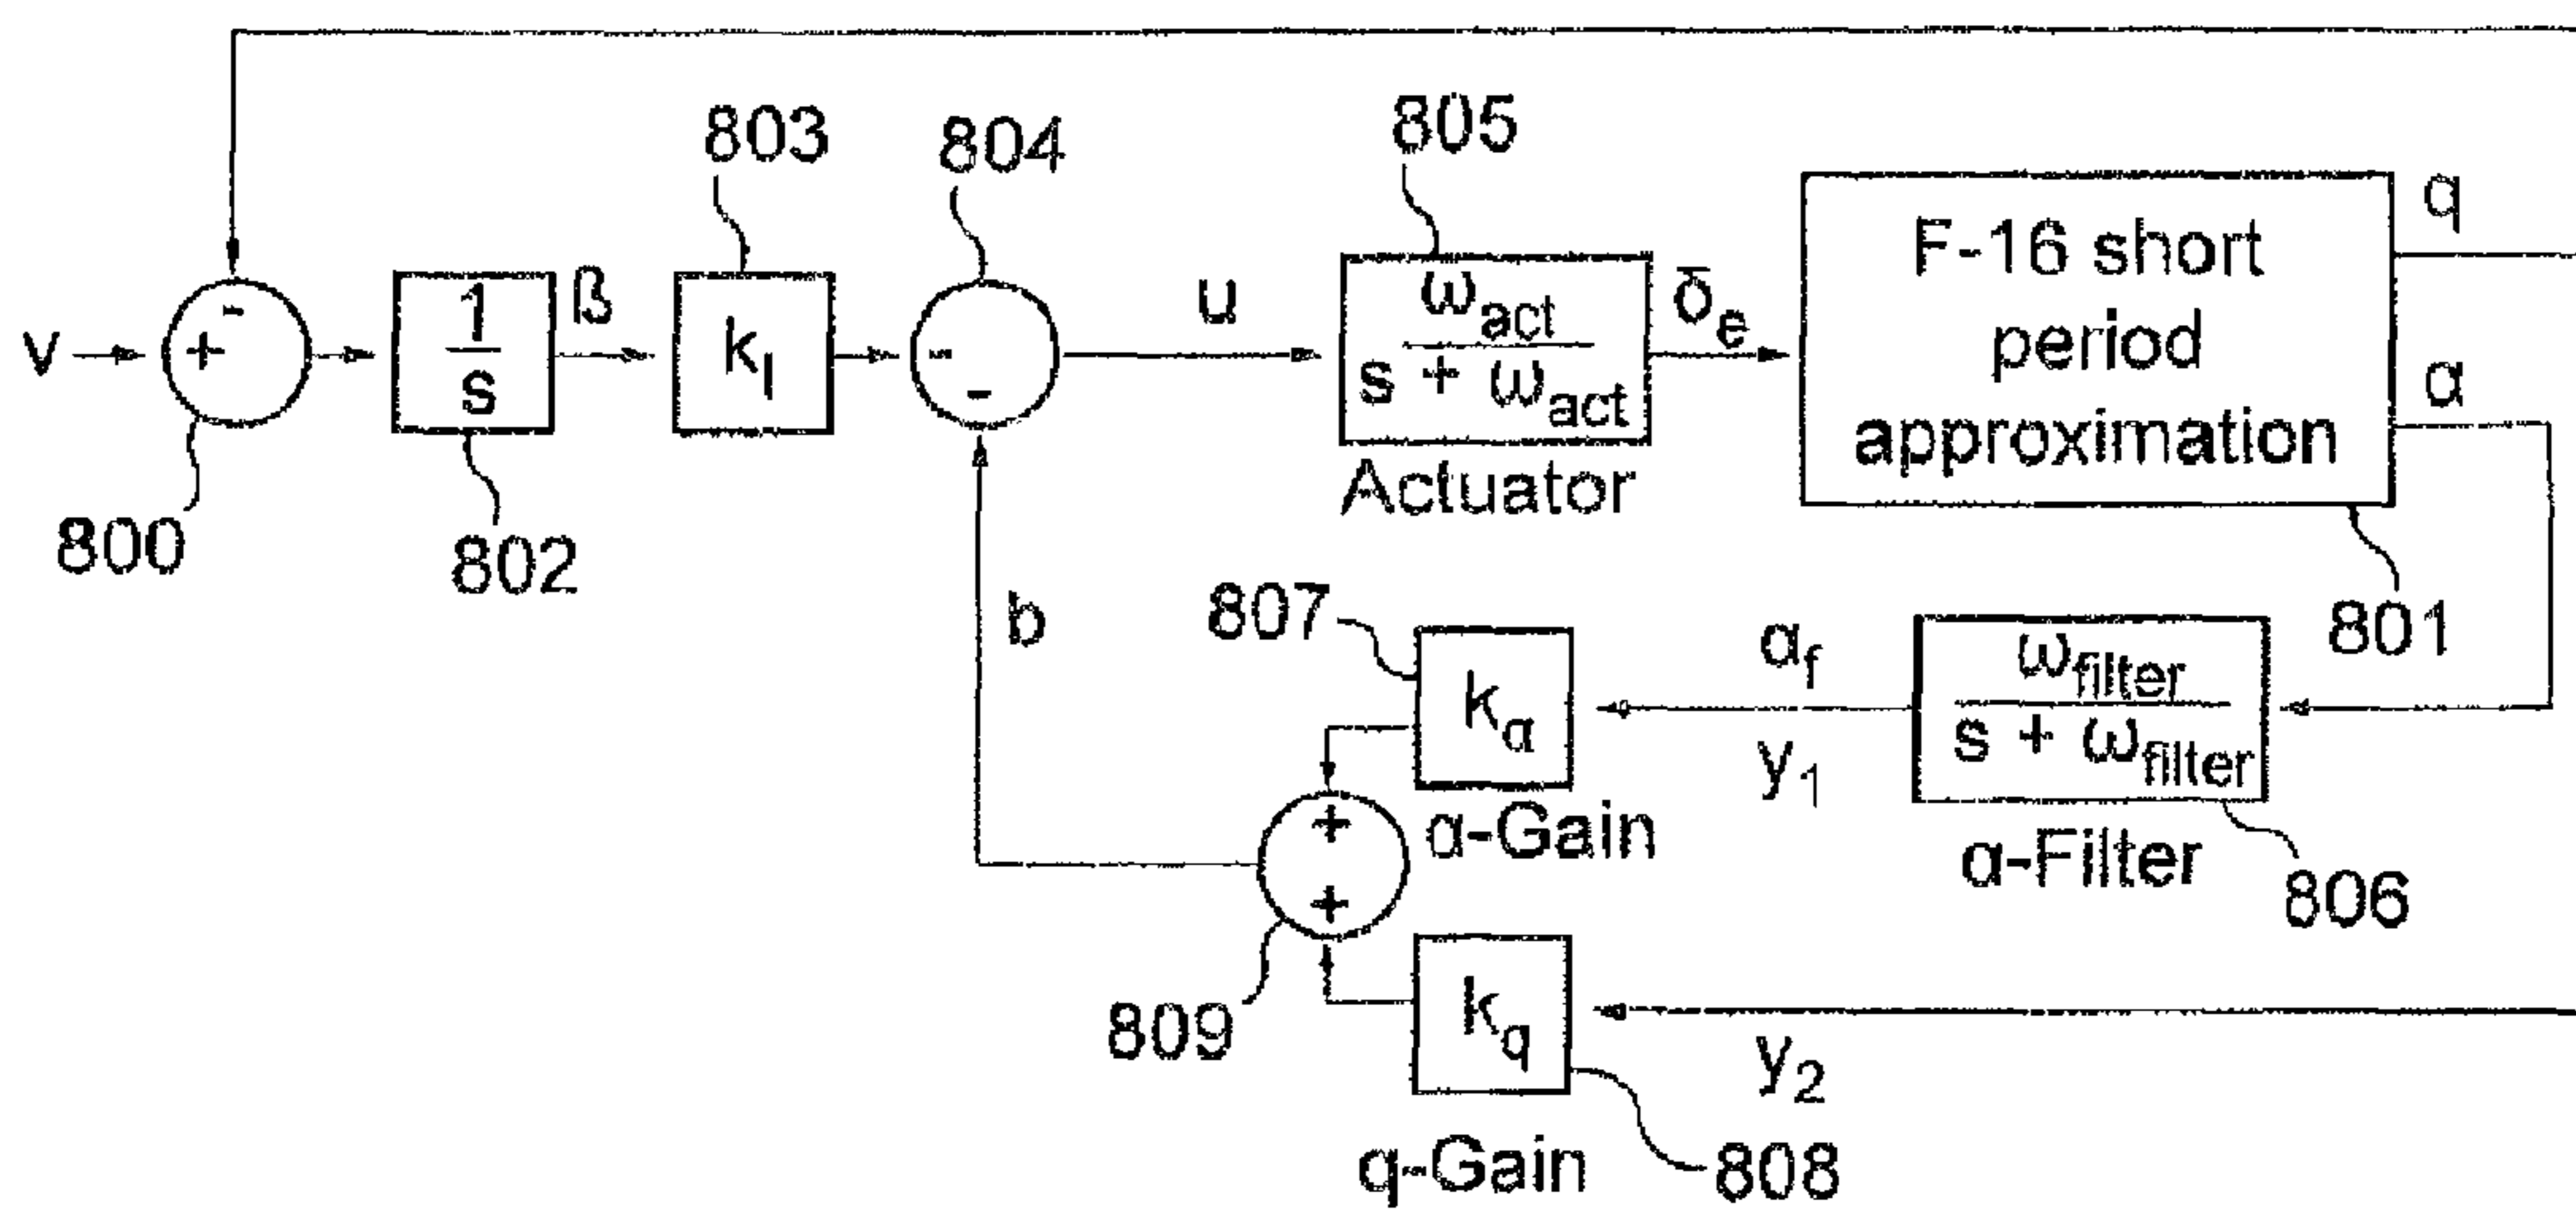 803
804
805
v
+
-
1
s
ß
k_I
-
-
u
ω_act
s + ω_act
δ_e
F-16 short
period
approximation
q
α
Actuator
800
802
801
b
807
k_α
α_f
y_1
ω_filter
s + ω_filter
α-Gain
α-Filter
806
+
+
809
k_q
y_2
q-Gain
808